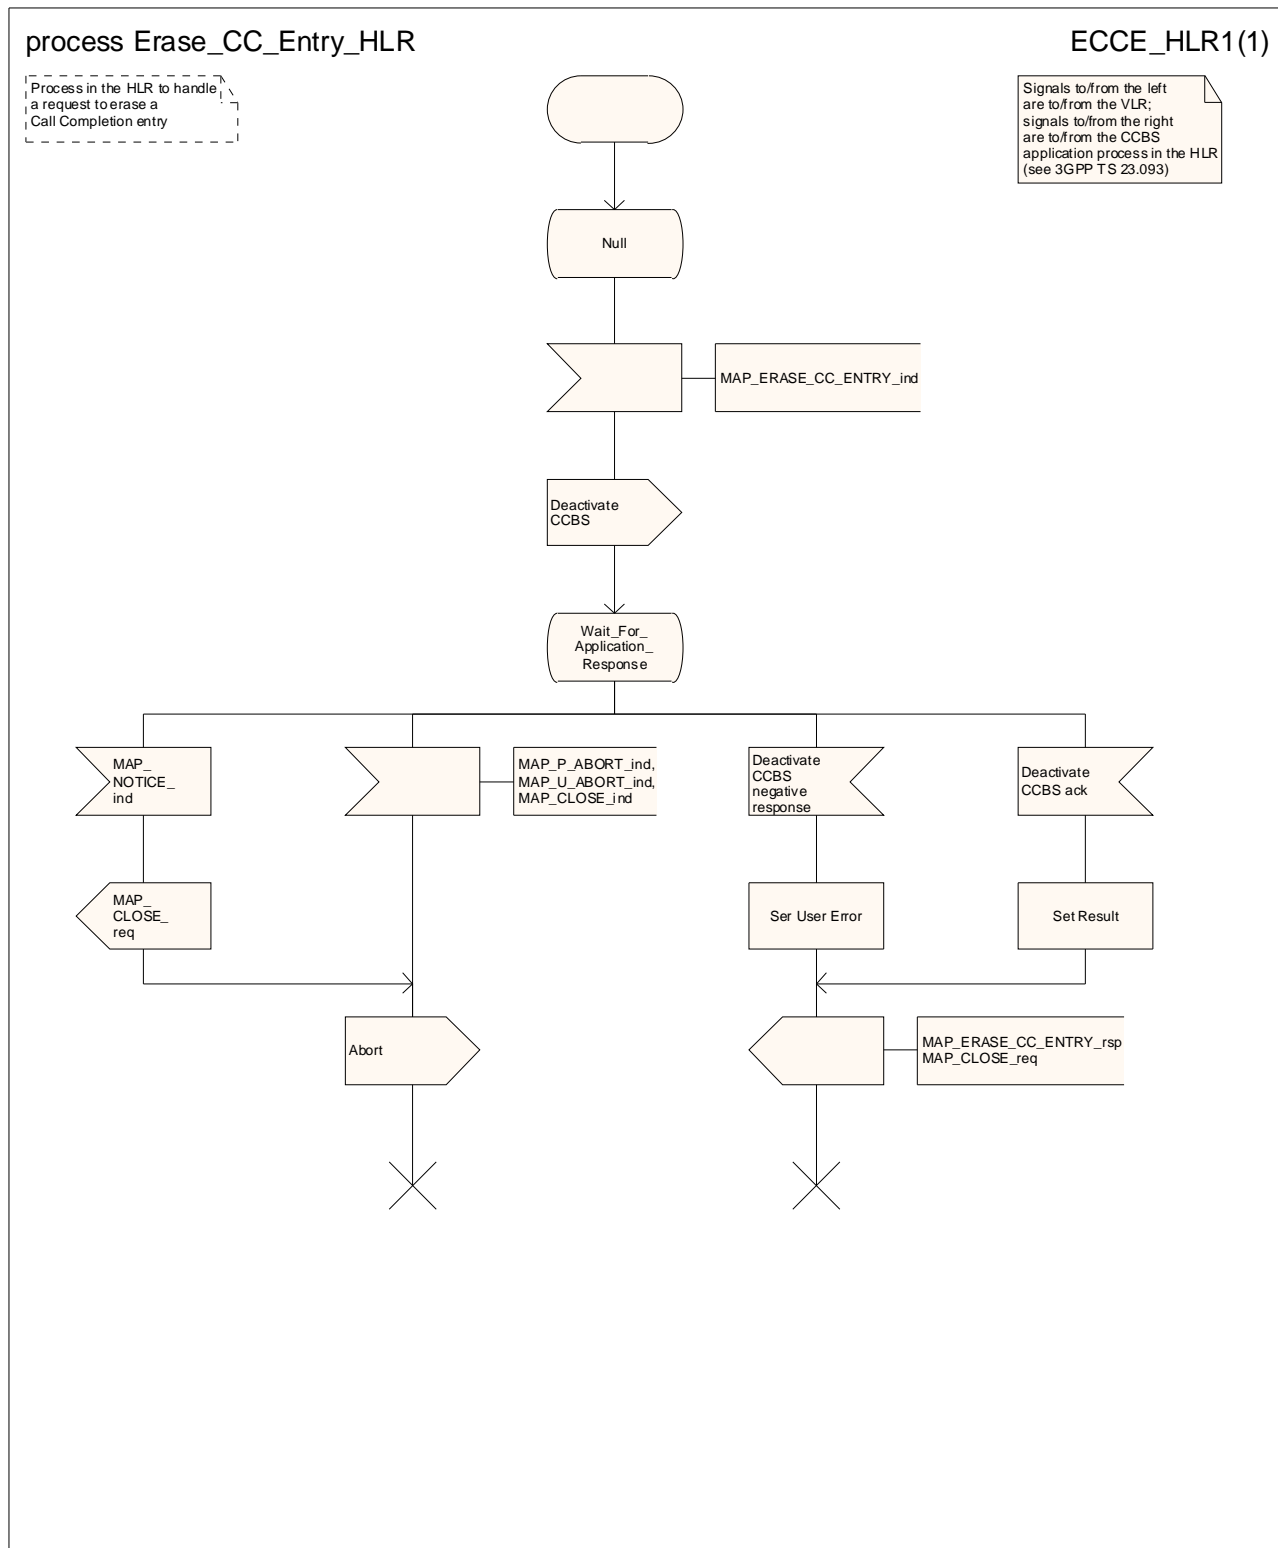 process Erase_CC_Entry_HLR
ECCE_HLR1(1)
Process in the HLR to handle
a request to erase a
Call Completion entry
Signals to/from the left
are to/from the VLR;
signals to/from the right
are to/from the CCBS
application process in the HLR
(see 3GPP TS 23.093)
Null
MAP_ERASE_CC_ENTRY_ind
Deactivate
CCBS
Wait_For_
Application_
Response
MAP_
NOTICE_
ind
MAP_P_ABORT_ind,
MAP_U_ABORT_ind,
MAP_CLOSE_ind
Deactivate
CCBS
negative
response
Deactivate
CCBS ack
MAP_
CLOSE_
req
Ser User Error
Set Result
Abort
MAP_ERASE_CC_ENTRY_rsp
MAP_CLOSE_req